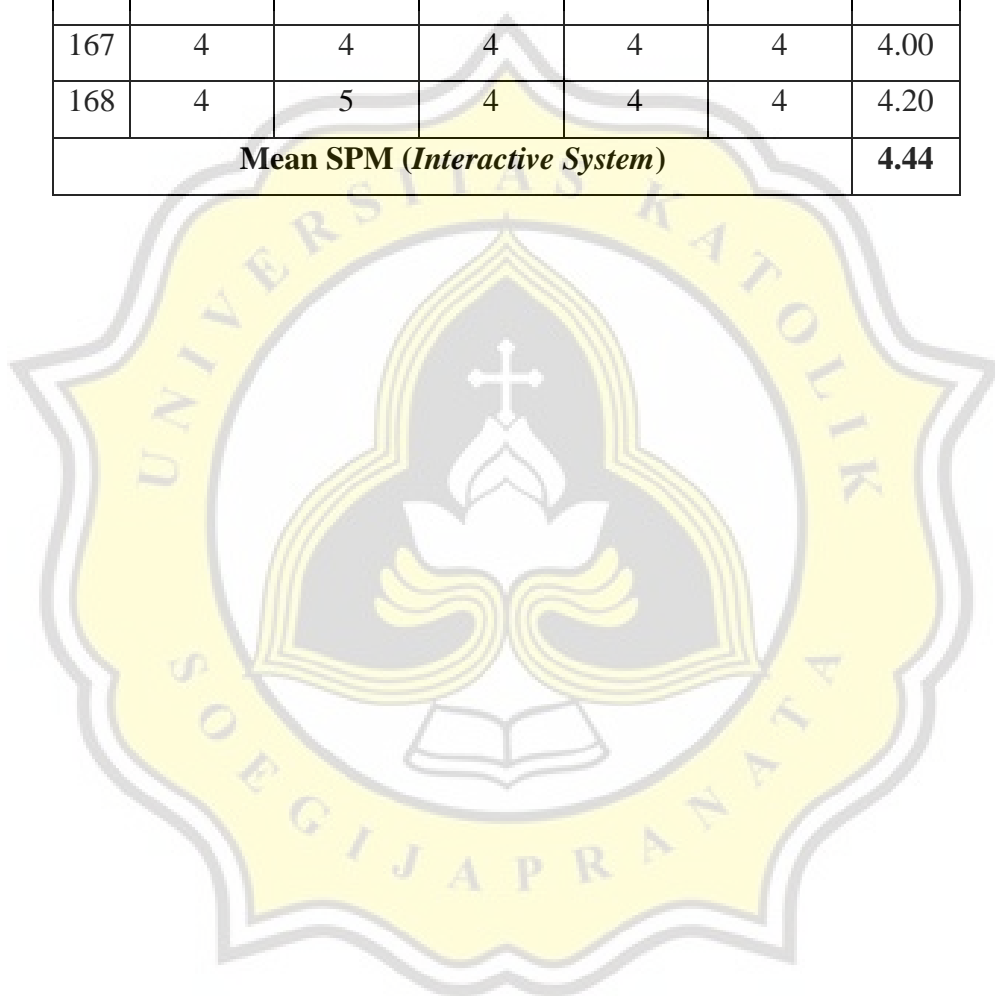 167 4 4 4 4 4 4.00
168 4 5 4 4 4 4.20
Mean SPM (Interactive System) 4.44
UNIVERSITAS KATOLIK
SOEGIJAPRANATA